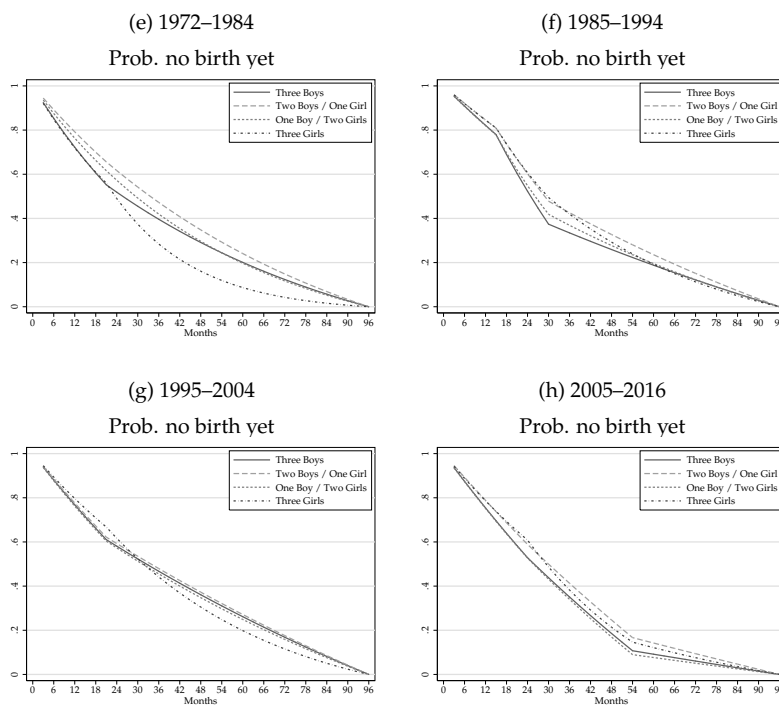 (e) 1972–1984
Prob. no birth yet
Three Boys
Two Boys / One Girl
One Boy / Two Girls
Three Girls
1
.8
.6
.4
.2
0
0 6 12 18 24 30 36 42 48 54 60 66 72 78 84 90 96
Months
(f) 1985–1994
Prob. no birth yet
Three Boys
Two Boys / One Girl
One Boy / Two Girls
Three Girls
1
.8
.6
.4
.2
0
0 6 12 18 24 30 36 42 48 54 60 66 72 78 84 90 9
Months
(g) 1995–2004
Prob. no birth yet
Three Boys
Two Boys / One Girl
One Boy / Two Girls
Three Girls
1
.8
.6
.4
.2
0
0 6 12 18 24 30 36 42 48 54 60 66 72 78 84 90 96
Months
(h) 2005–2016
Prob. no birth yet
Three Boys
Two Boys / One Girl
One Boy / Two Girls
Three Girls
1
.8
.6
.4
.2
0
0 6 12 18 24 30 36 42 48 54 60 66 72 78 84 90 9
Months